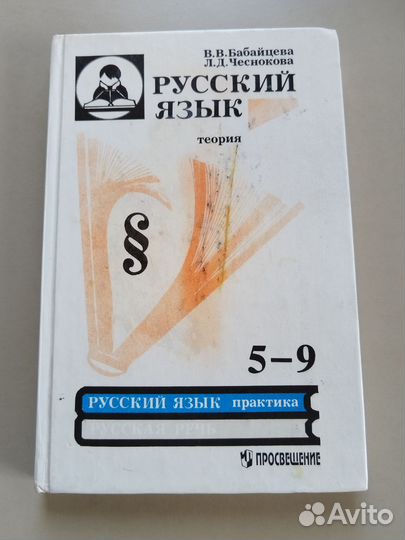 В.В.Бабайцева
Л.Д.Чеснокова
РУССКИЙ
ЯЗЫК
теория
§
5–9
РУССКИЙ ЯЗЫК практика
РУССКАЯ РЕЧЬ
ПРОСВЕЩЕНИЕ
Avito